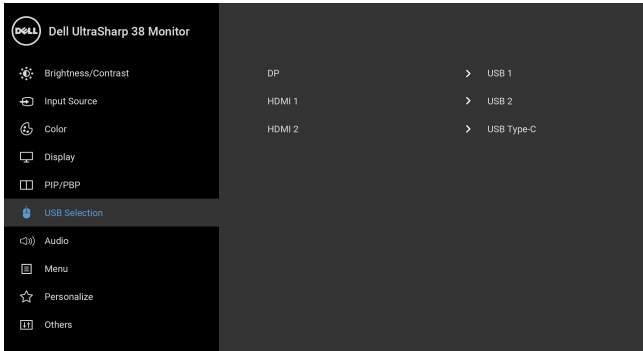 DELL Dell UltraSharp 38 Monitor
Brightness/Contrast
Input Source
Color
Display
PIP/PBP
USB Selection
Audio
Menu
Personalize
Others
DP > USB 1
HDMI 1 > USB 2
HDMI 2 > USB Type-C